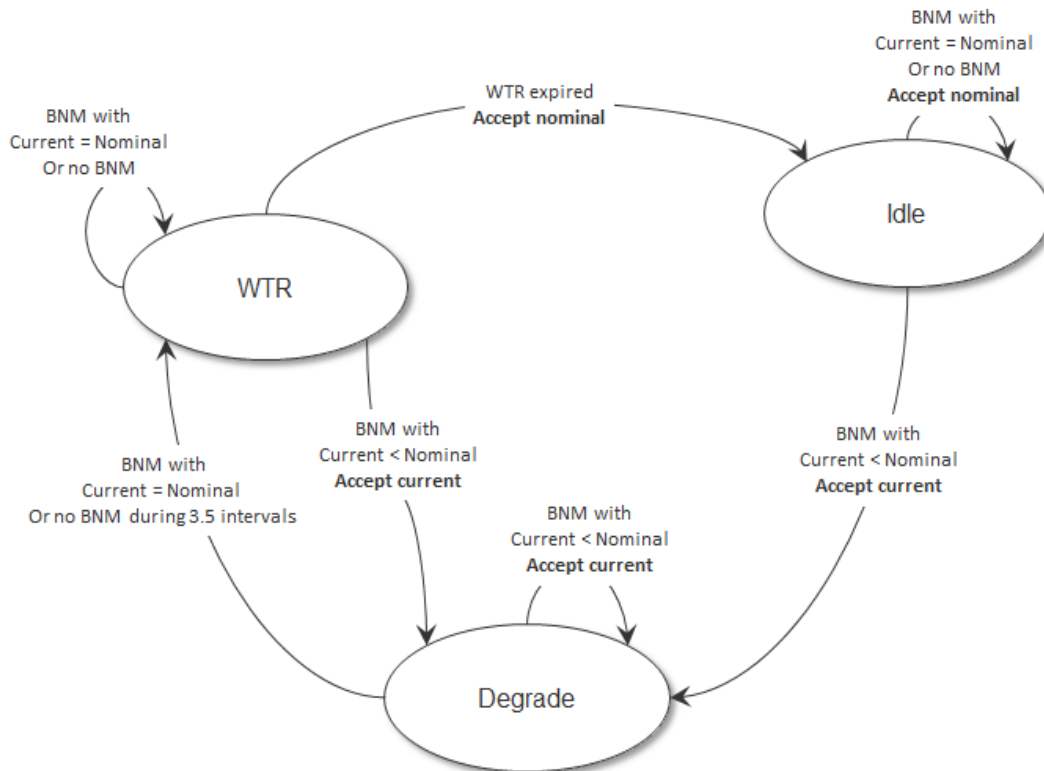 BNM with
Current = Nominal
Or no BNM
Accept nominal
WTR expired
Accept nominal
BNM with
Current = Nominal
Or no BNM
Idle
WTR
BNM with
Current < Nominal
Accept current
BNM with
Current < Nominal
Accept current
BNM with
Current = Nominal
Or no BNM during 3.5 intervals
BNM with
Current < Nominal
Accept current
Degrade